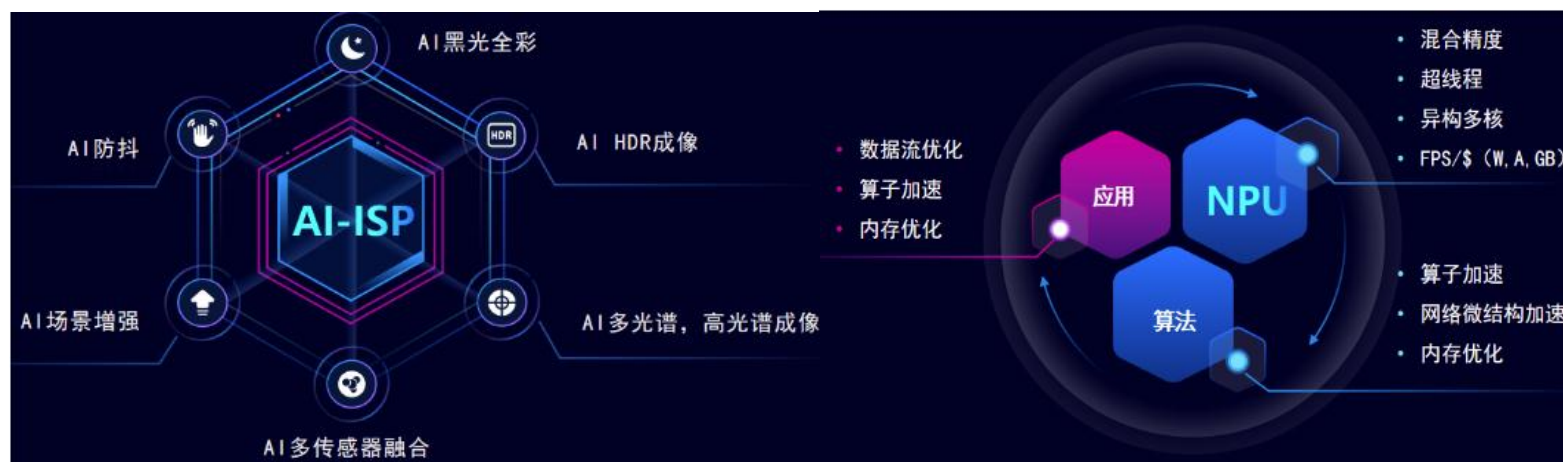 AI黑光全彩
AI防抖
HDR
AI HDR成像
AI-ISP
AI场景增强
AI多光谱，高光谱成像
AI多传感器融合
数据流优化
算子加速
内存优化
应用
NPU
算法
混合精度
超线程
异构多核
FPS/$ (W,A,GB)
算子加速
网络微结构加速
内存优化